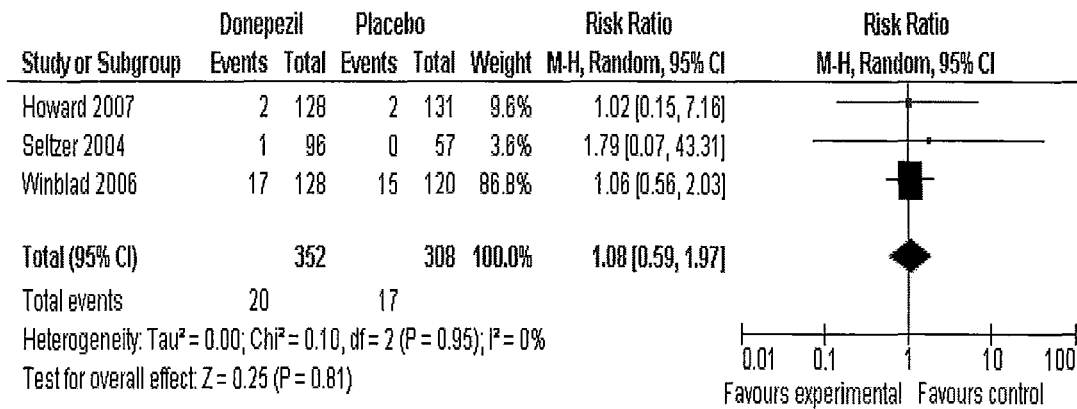 Donepezil Placebo Risk Ratio Risk Ratio
Study or Subgroup Events Total Events Total Weight M-H, Random, 95% CI M-H, Random, 95% CI
Howard 2007 2 128 2 131 9.6% 1.02 [0.15, 7.16]
Seltzer 2004 1 96 0 57 3.6% 1.79 [0.07, 43.31]
Winblad 2006 17 128 15 120 86.8% 1.06 [0.56, 2.03]
Total (95% CI) 352 308 100.0% 1.08 [0.59, 1.97]
Total events 20 17
Heterogeneity: Tau² = 0.00; Chi² = 0.10, df = 2 (P = 0.95); I² = 0%
Test for overall effect: Z = 0.25 (P = 0.81)
0.01 0.1 1 10 100
Favours experimental Favours control